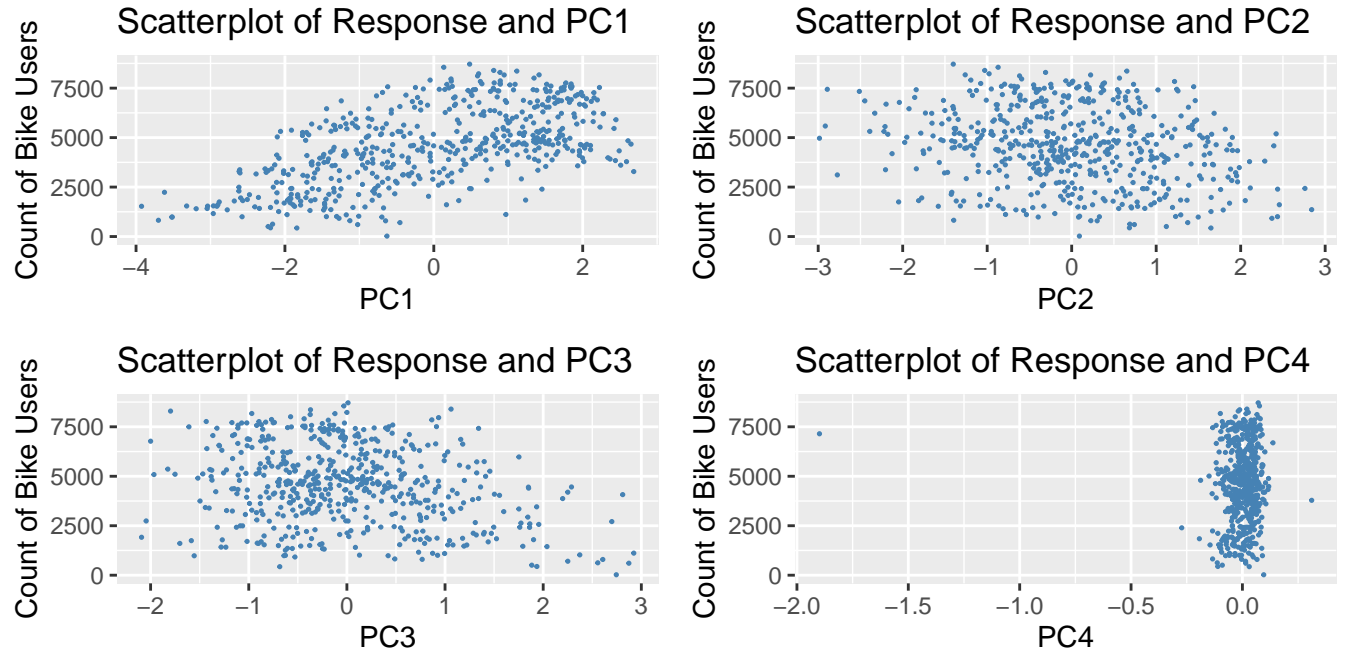 Scatterplot of Response and PC1
Count of Bike Users
7500
5000
2500
0
−4 −2 0 2
PC1
Scatterplot of Response and PC2
Count of Bike Users
7500
5000
2500
0
−3 −2 −1 0 1 2 3
PC2
Scatterplot of Response and PC3
Count of Bike Users
7500
5000
2500
0
−2 −1 0 1 2 3
PC3
Scatterplot of Response and PC4
Count of Bike Users
7500
5000
2500
0
−2.0 −1.5 −1.0 −0.5 0.0
PC4